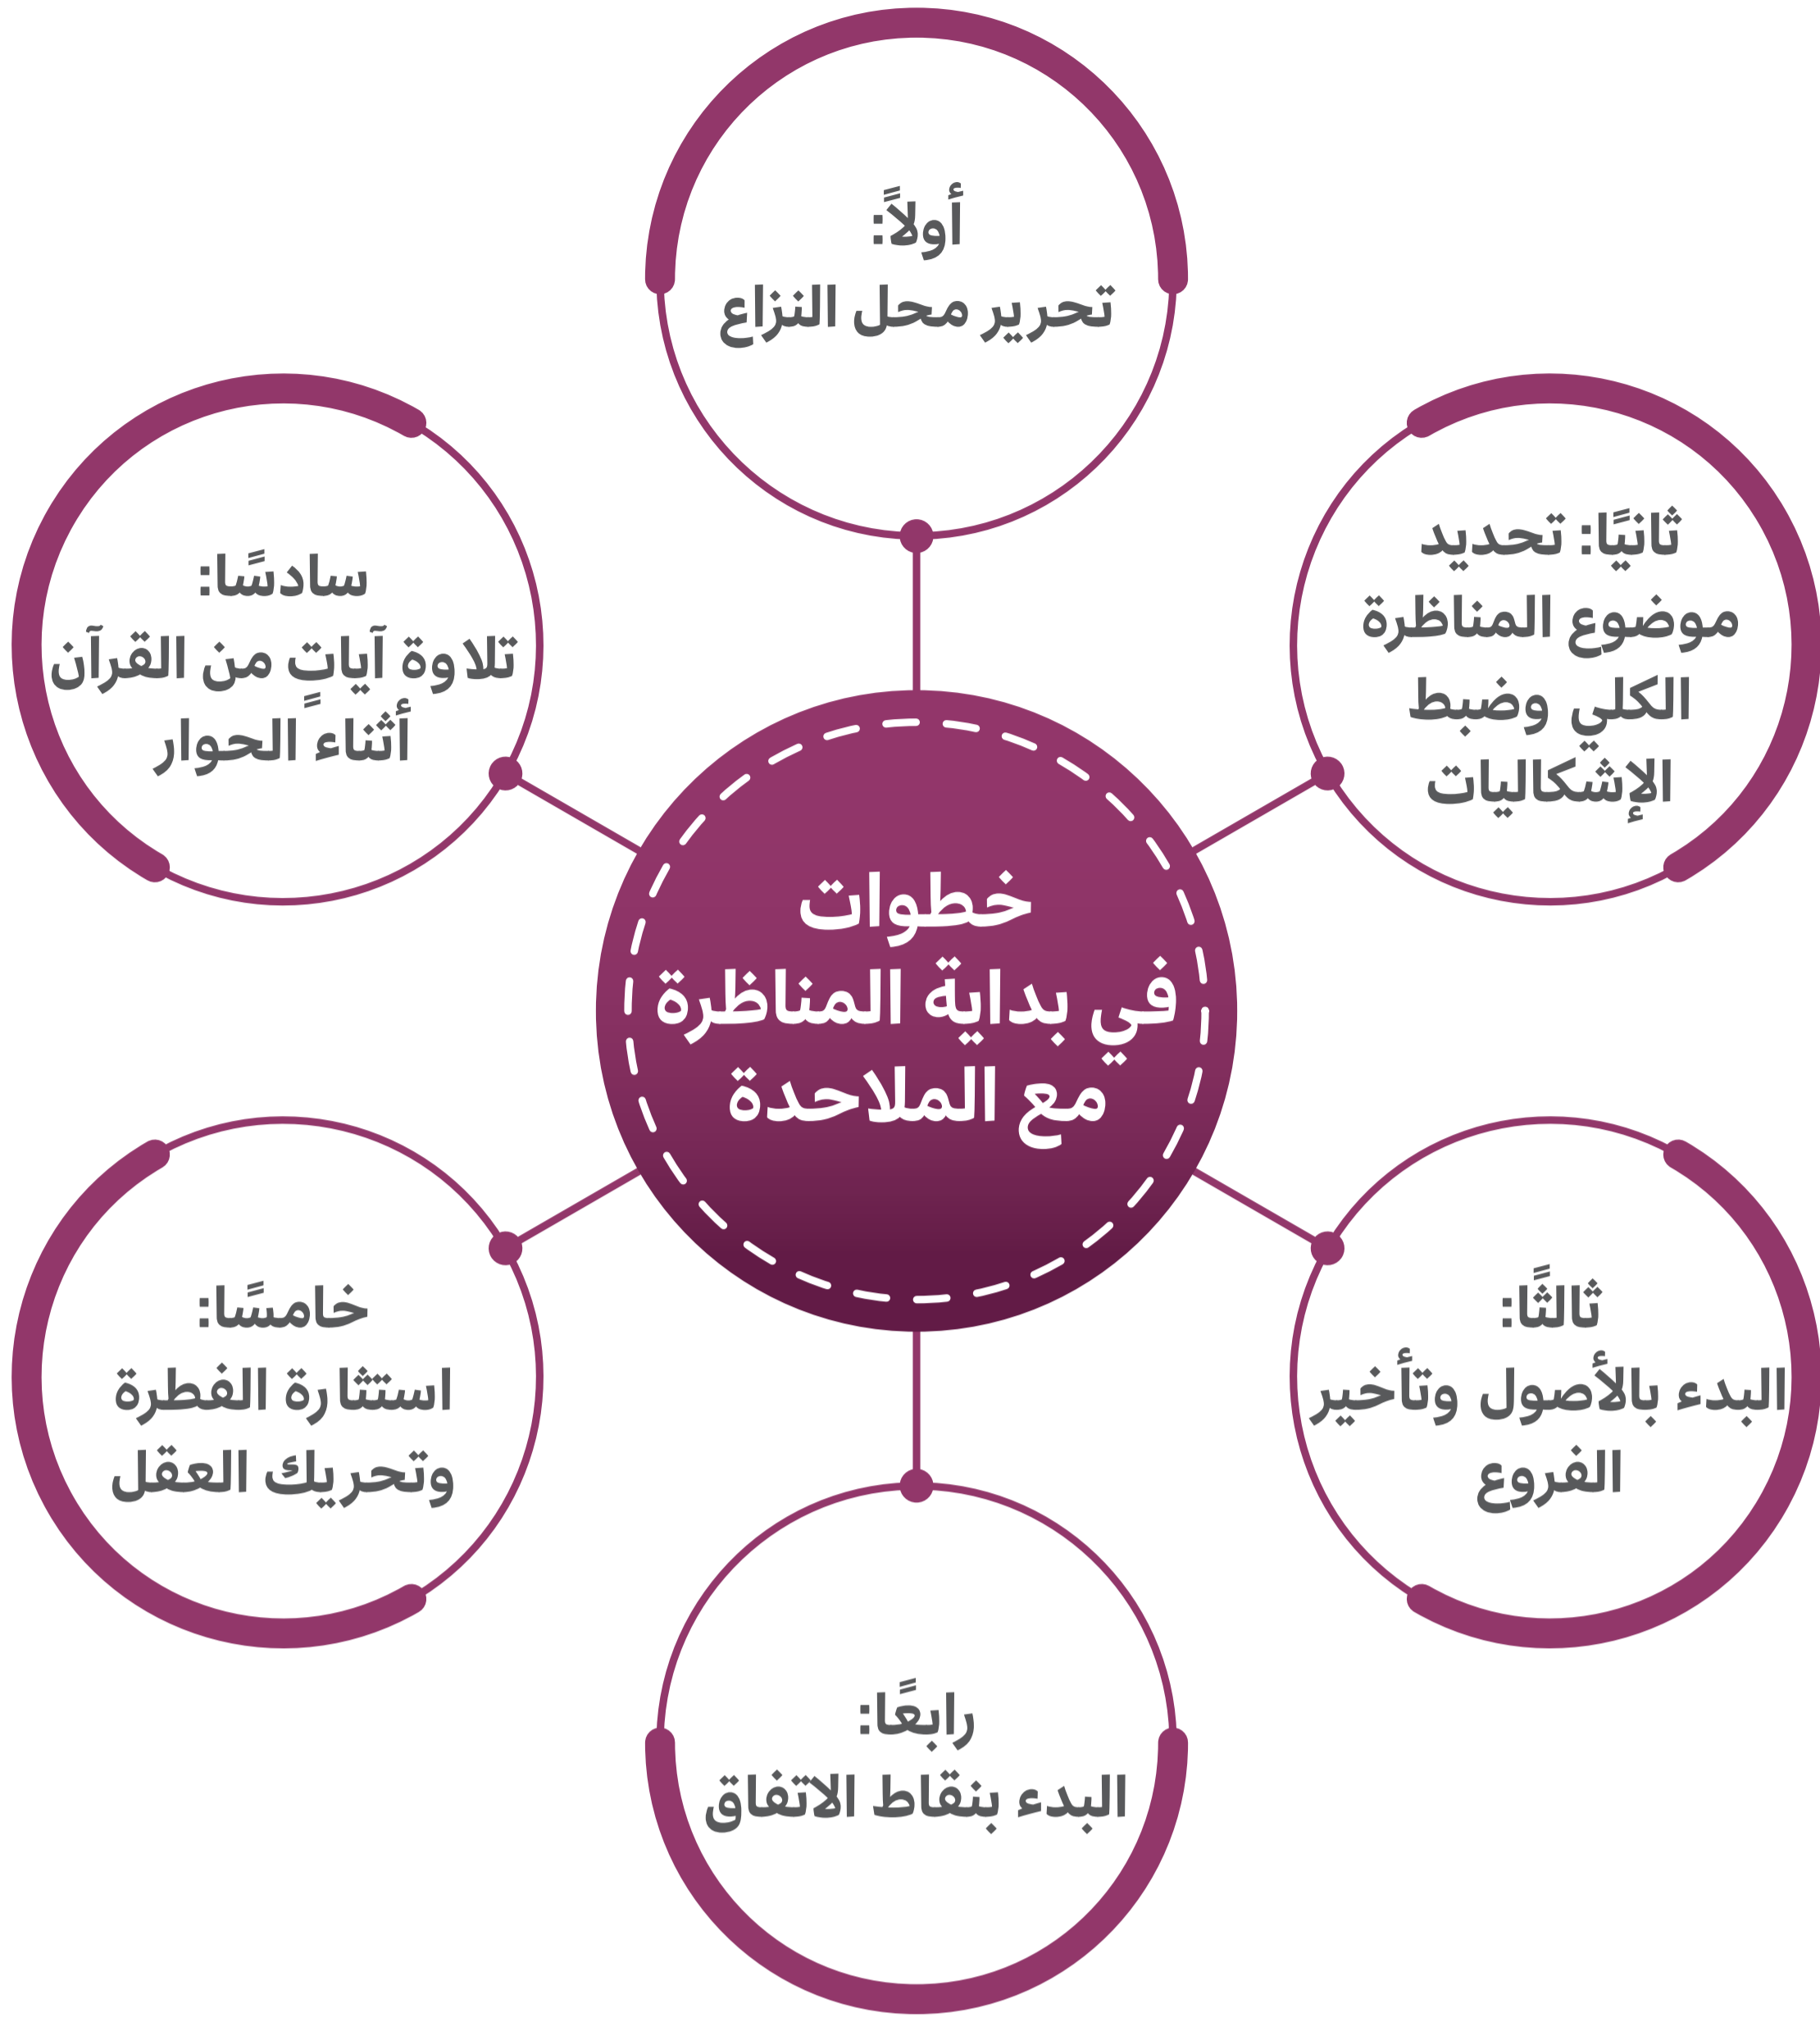 خطوات
في بداية المناظرة
مع الملاحدة
أولاً:
تحرير محل النزاع
ثانيًا: تحديد
موضوع المناظرة
الكلي وضبط
الإشكاليات
ثالثًا:
البدء بالأصول وتأخير
الفروع
رابعًا:
البدء بنقاط الاتفاق
خامسًا:
استثارة الفطرة
وتحريك العقل
سادسًا:
تلاوة آياتٍ من القرآن
أثناءً الحوار